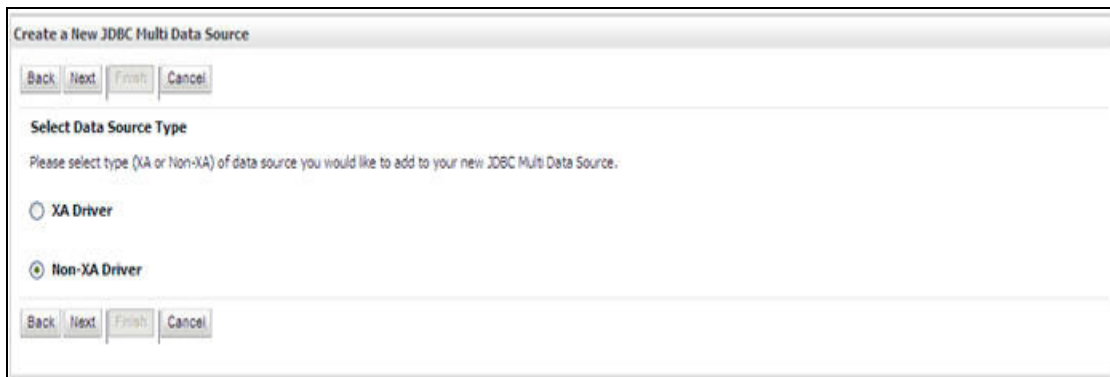 Create a New JDBC Multi Data Source
Back Next Finish Cancel
Select Data Source Type
Please select type (XA or Non-XA) of data source you would like to add to your new JDBC Multi Data Source.
XA Driver
Non-XA Driver
Back Next Finish Cancel